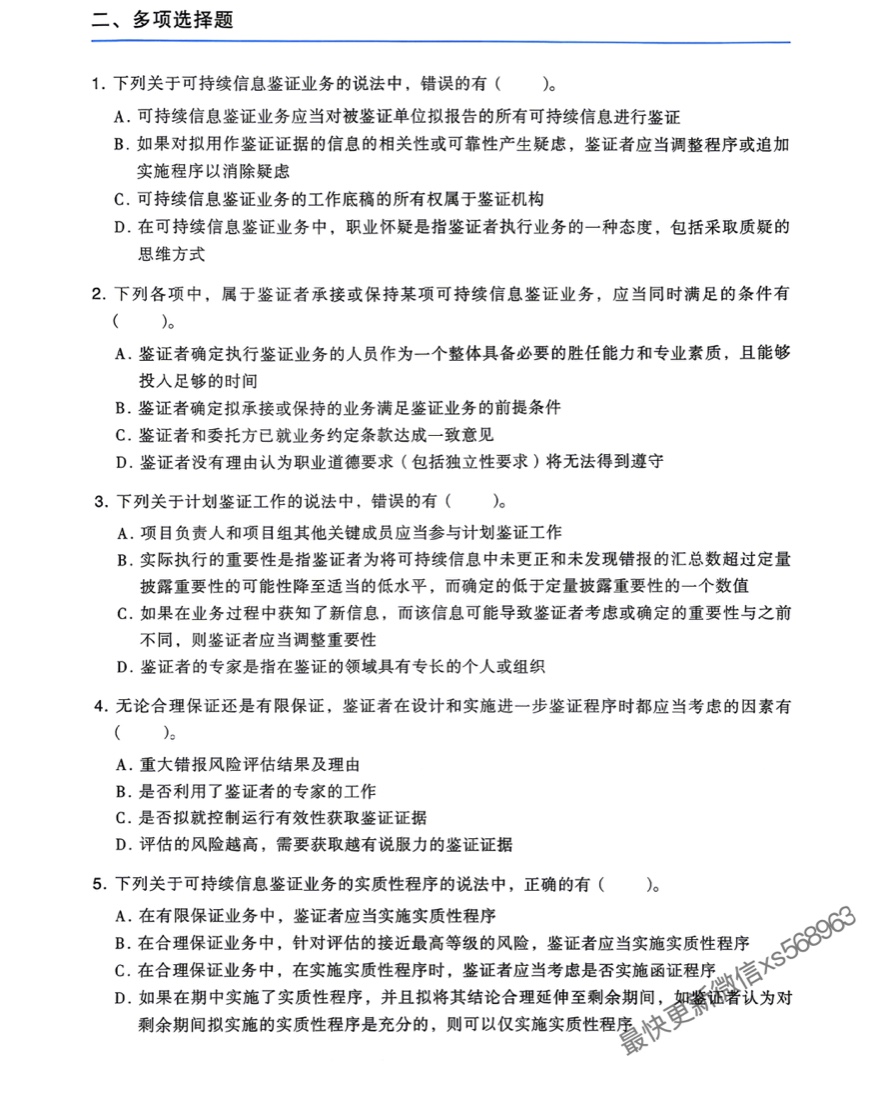 二、多项选择题
1. 下列关于可持续信息鉴证业务的说法中，错误的有（　　）。
A. 可持续信息鉴证业务应当对被鉴证单位拟报告的所有可持续信息进行鉴证
B. 如果对拟用作鉴证证据的信息的相关性或可靠性产生疑虑，鉴证者应当调整程序或追加
实施程序以消除疑虑
C. 可持续信息鉴证业务的工作底稿的所有权属于鉴证机构
D. 在可持续信息鉴证业务中，职业怀疑是指鉴证者执行业务的一种态度，包括采取质疑的
思维方式
2. 下列各项中，属于鉴证者承接或保持某项可持续信息鉴证业务，应当同时满足的条件有
（　　）。
A. 鉴证者确定执行鉴证业务的人员作为一个整体具备必要的胜任能力和专业素质，且能够
投入足够的时间
B. 鉴证者确定拟承接或保持的业务满足鉴证业务的前提条件
C. 鉴证者和委托方已就业务约定条款达成一致意见
D. 鉴证者没有理由认为职业道德要求（包括独立性要求）将无法得到遵守
3. 下列关于计划鉴证工作的说法中，错误的有（　　）。
A. 项目负责人和项目组其他关键成员应当参与计划鉴证工作
B. 实际执行的重要性是指鉴证者为将可持续信息中未更正和未发现错报的汇总数超过定量
披露重要性的可能性降至适当的低水平，而确定的低于定量披露重要性的一个数值
C. 如果在业务过程中获知了新信息，而该信息可能导致鉴证者考虑或确定的重要性与之前
不同，则鉴证者应当调整重要性
D. 鉴证者的专家是指在鉴证的领域具有专长的个人或组织
4. 无论合理保证还是有限保证，鉴证者在设计和实施进一步鉴证程序时都应当考虑的因素有
（　　）。
A. 重大错报风险评估结果及理由
B. 是否利用了鉴证者的专家的工作
C. 是否拟就控制运行有效性获取鉴证证据
D. 评估的风险越高，需要获取越有说服力的鉴证证据
5. 下列关于可持续信息鉴证业务的实质性程序的说法中，正确的有（　　）。
A. 在有限保证业务中，鉴证者应当实施实质性程序
B. 在合理保证业务中，针对评估的接近最高等级的风险，鉴证者应当实施实质性程序
C. 在合理保证业务中，在实施实质性程序时，鉴证者应当考虑是否实施函证程序
D. 如果在期中实施了实质性程序，并且拟将其结论合理延伸至剩余期间，如鉴证者认为对
剩余期间拟实施的实质性程序是充分的，则可以仅实施实质性程序
最快更新微信xs568963